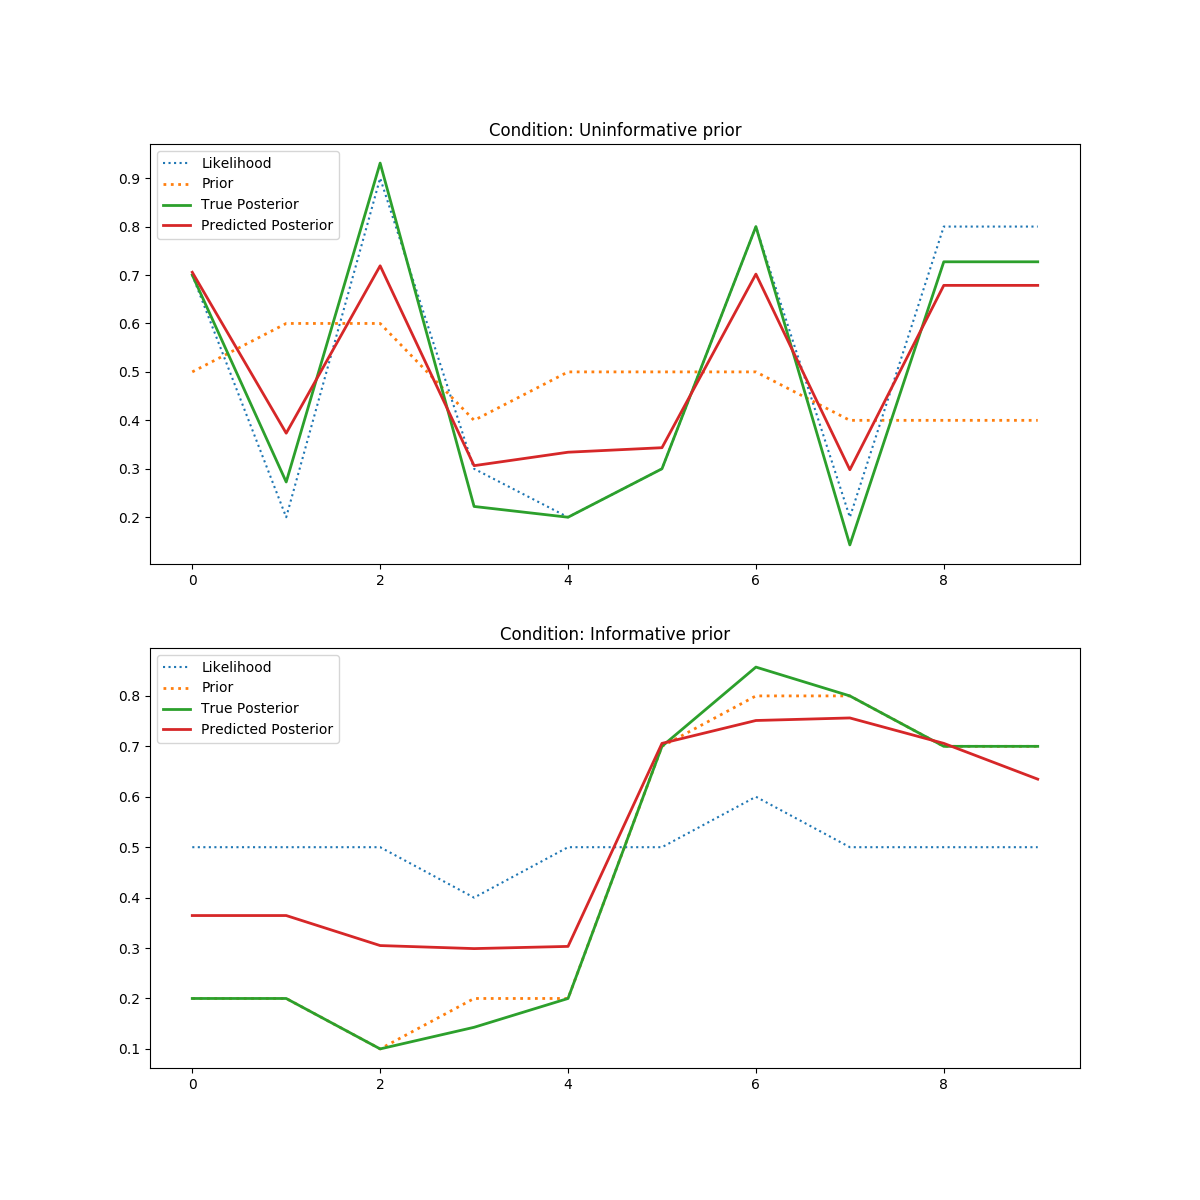 Condition: Uninformative prior
Likelihood
Prior
True Posterior
Predicted Posterior
0.9
0.8
0.7
0.6
0.5
0.4
0.3
0.2
0 2 4 6 8
Condition: Informative prior
Likelihood
Prior
True Posterior
Predicted Posterior
0.8
0.7
0.6
0.5
0.4
0.3
0.2
0.1
0 2 4 6 8